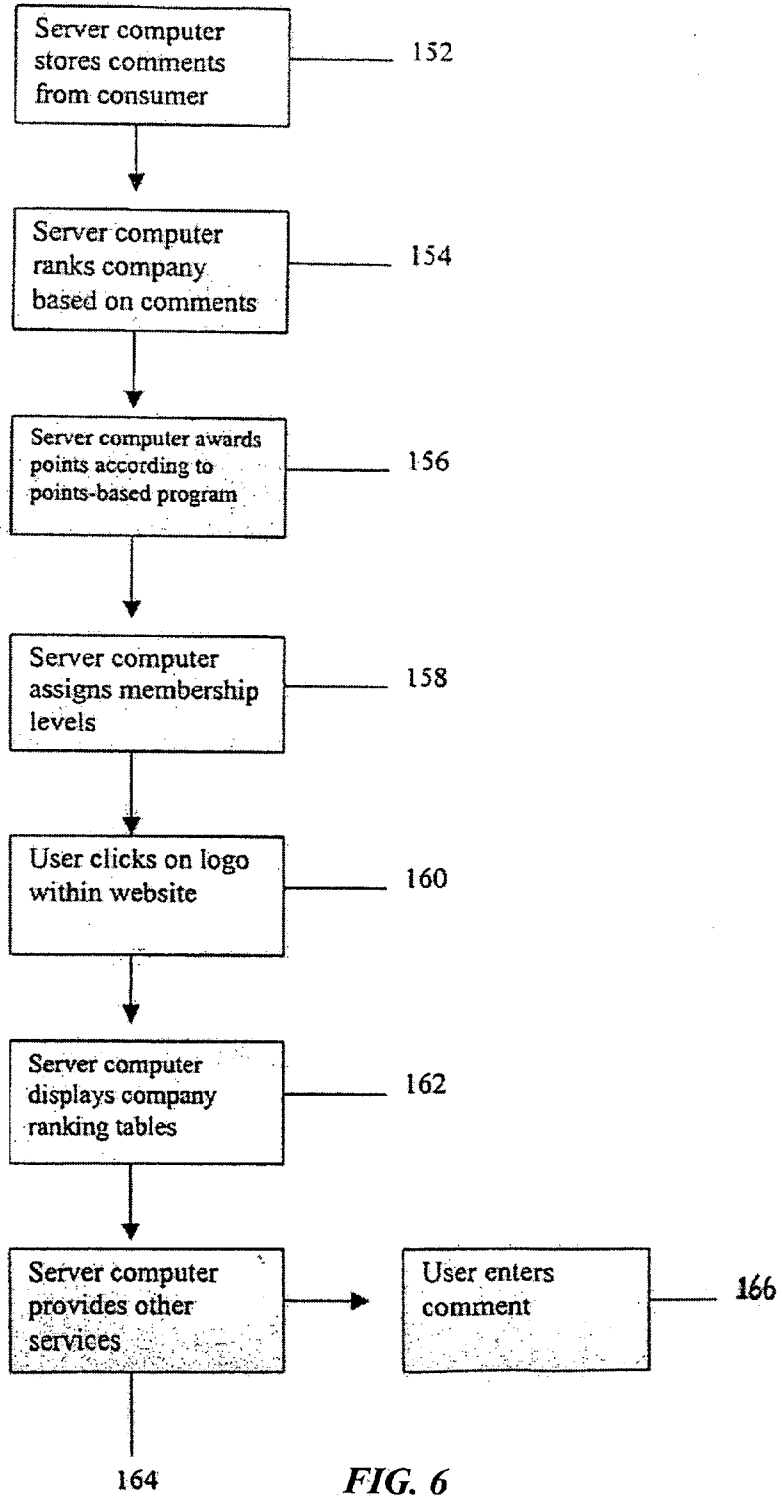 Server computer
stores comments
from consumer
152
Server computer
ranks company
based on comments
154
Server computer awards
points according to
points-based program
156
Server computer
assigns membership
levels
158
User clicks on logo
within website
160
Server computer
displays company
ranking tables
162
Server computer
provides other
services
User enters
comment
166
164
FIG. 6